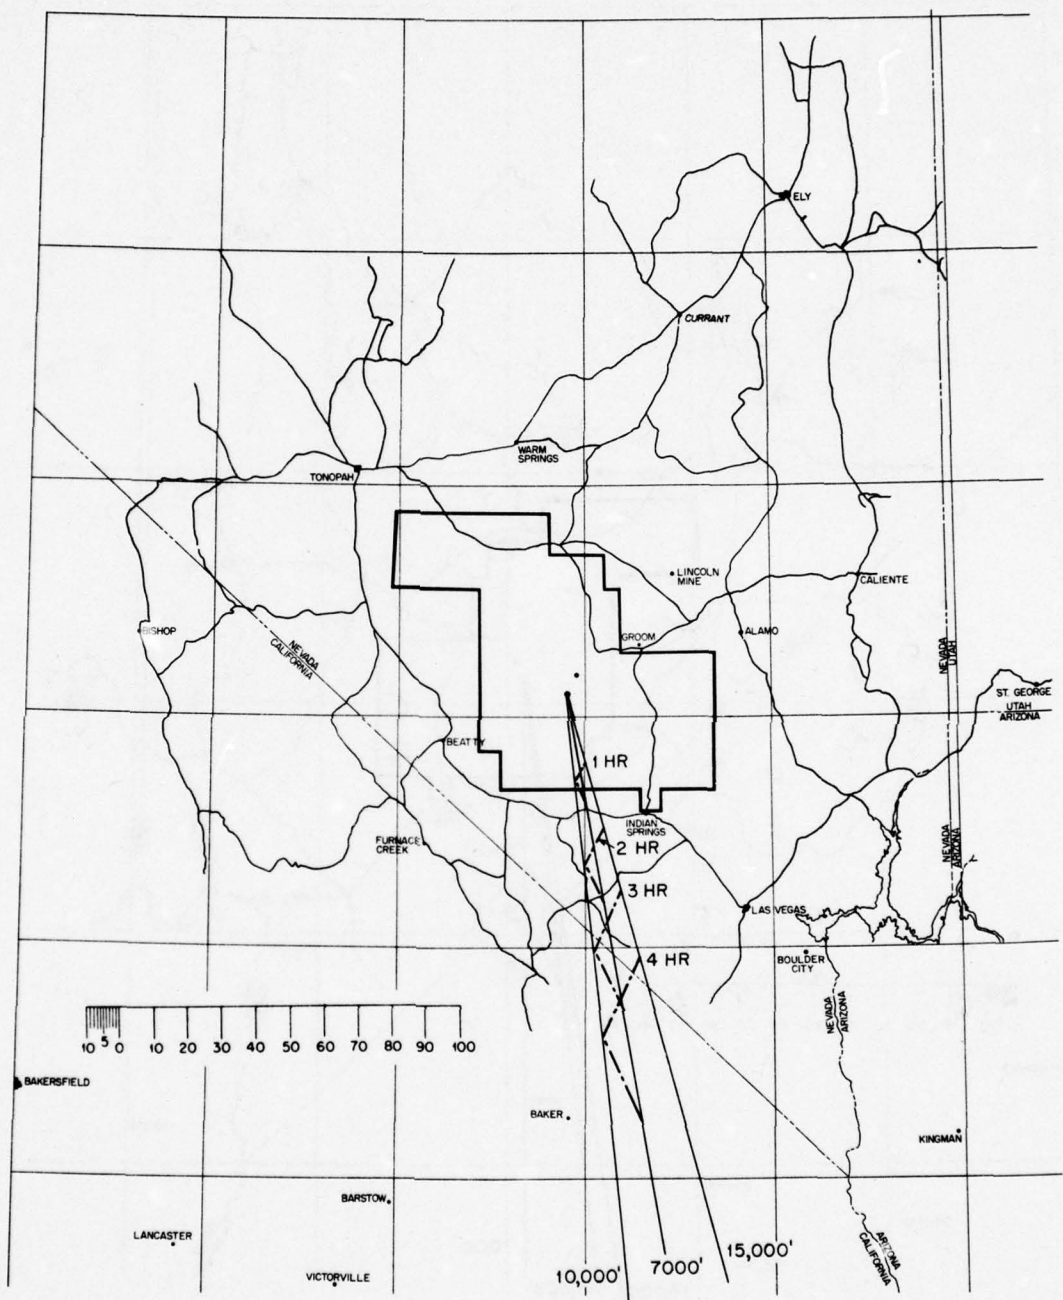 ELY
CURRANT
WARM
SPRINGS
TONOPAH
LINCOLN
MINE
CALIENTE
BISHOP
NEVADA
CALIFORNIA
GROOM
ALAMO
NEVADA
UTAH
ST. GEORGE
UTAH
ARIZONA
BEATTY
1 HR
INDIAN
SPRINGS
FURNACE
CREEK
2 HR
NEVADA
ARIZONA
3 HR
LAS VEGAS
4 HR
BOULDER
CITY
NEVADA
ARIZONA
10 5 0 10 20 30 40 50 60 70 80 90 100
BAKERSFIELD
BAKER
KINGMAN
BARSTOW
LANCASTER
VICTORVILLE
10,000'
7000'
15,000'
ARIZONA
CALIFORNIA